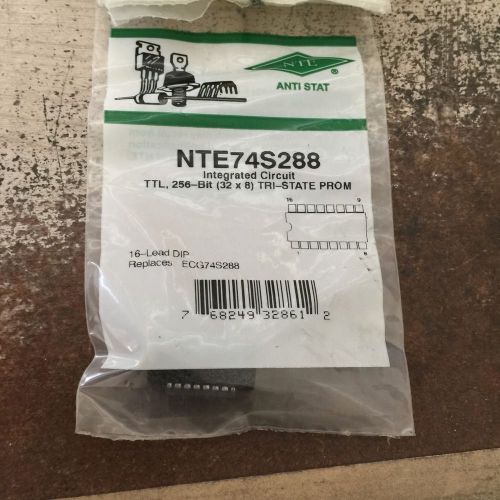 NTE
®
ANTI STAT
NTE74S288
Integrated Circuit
TTL, 256–Bit (32 x 8) TRI–STATE PROM
16 9
1 8
16–Lead DIP
Replaces ECG74S288
7 68249 32861 2